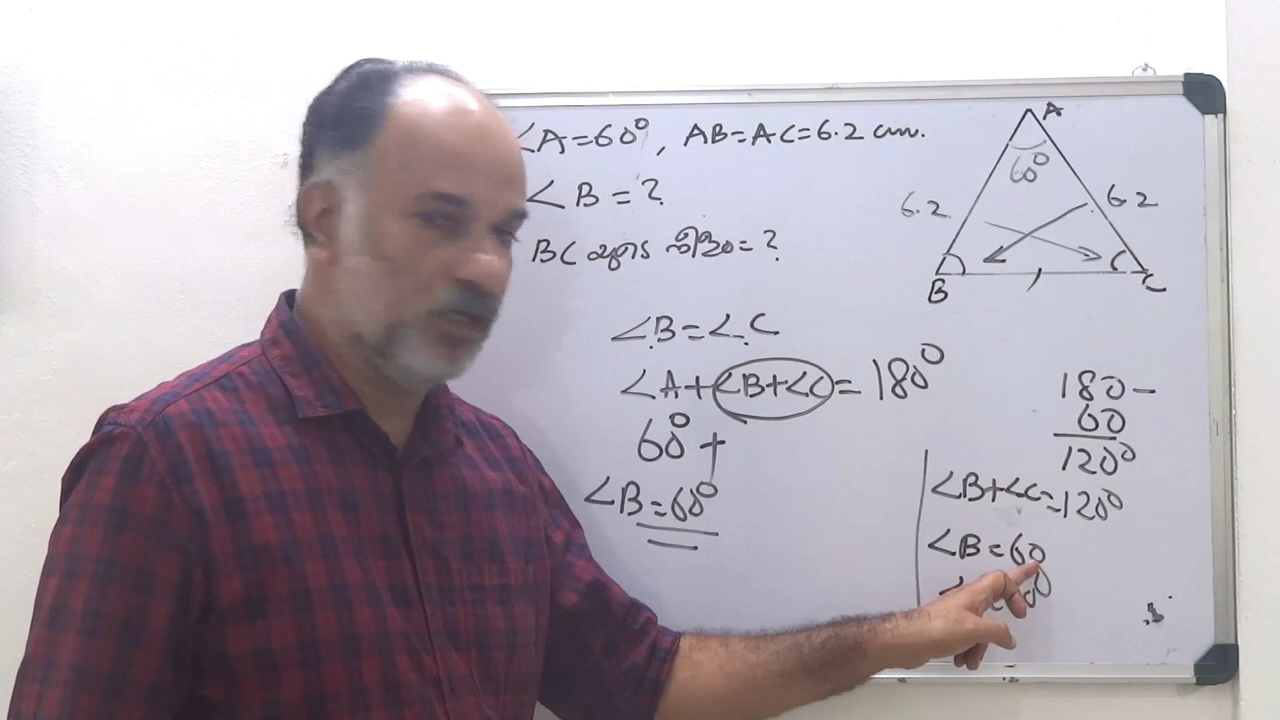 ∠A=60°, AB=AC=6.2 cm.
∠B=?
BC യുടെ നീളം=?
∠B=∠C
∠A+∠B+∠C=180°
60°+
∠B=60°
A
60°
6.2
6.2
B
C
180-
60
120°
∠B+∠C=120°
∠B=60